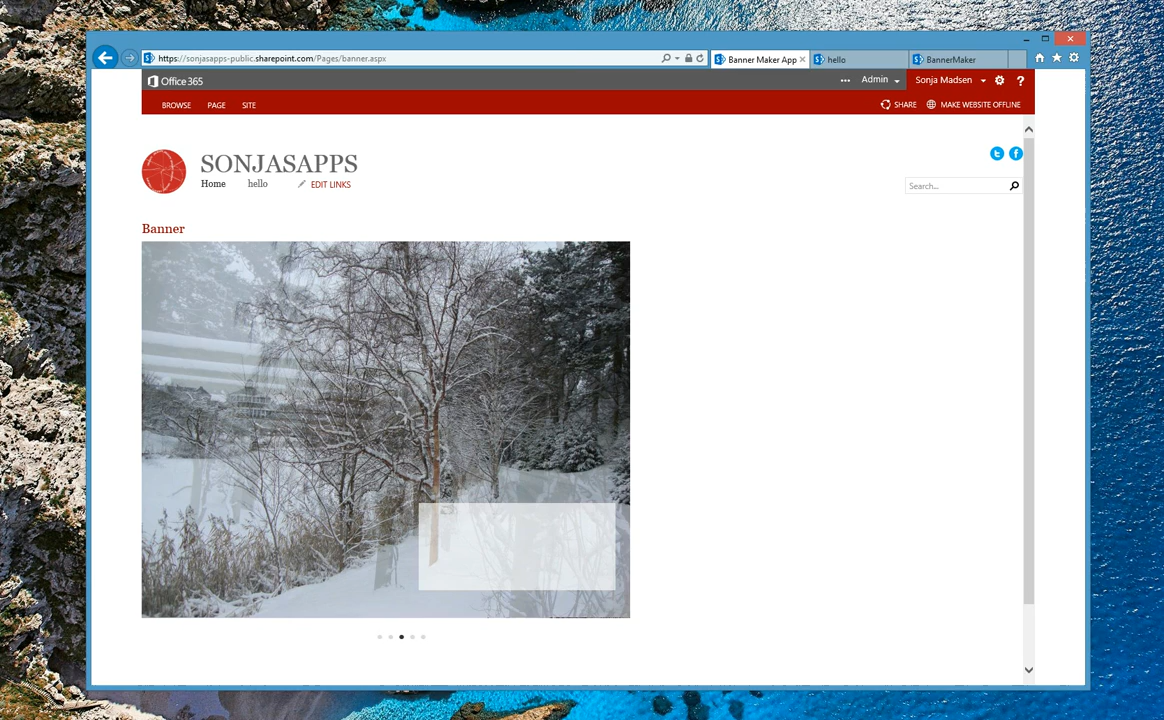 https://sonjasapps-public.sharepoint.com/Pages/banner.aspx
Banner Maker App
hello
BannerMaker
Office 365
Admin
Sonja Madsen
?
BROWSE
PAGE
SITE
SHARE
MAKE WEBSITE OFFLINE
SONJASAPPS
Home
hello
EDIT LINKS
Search...
Banner